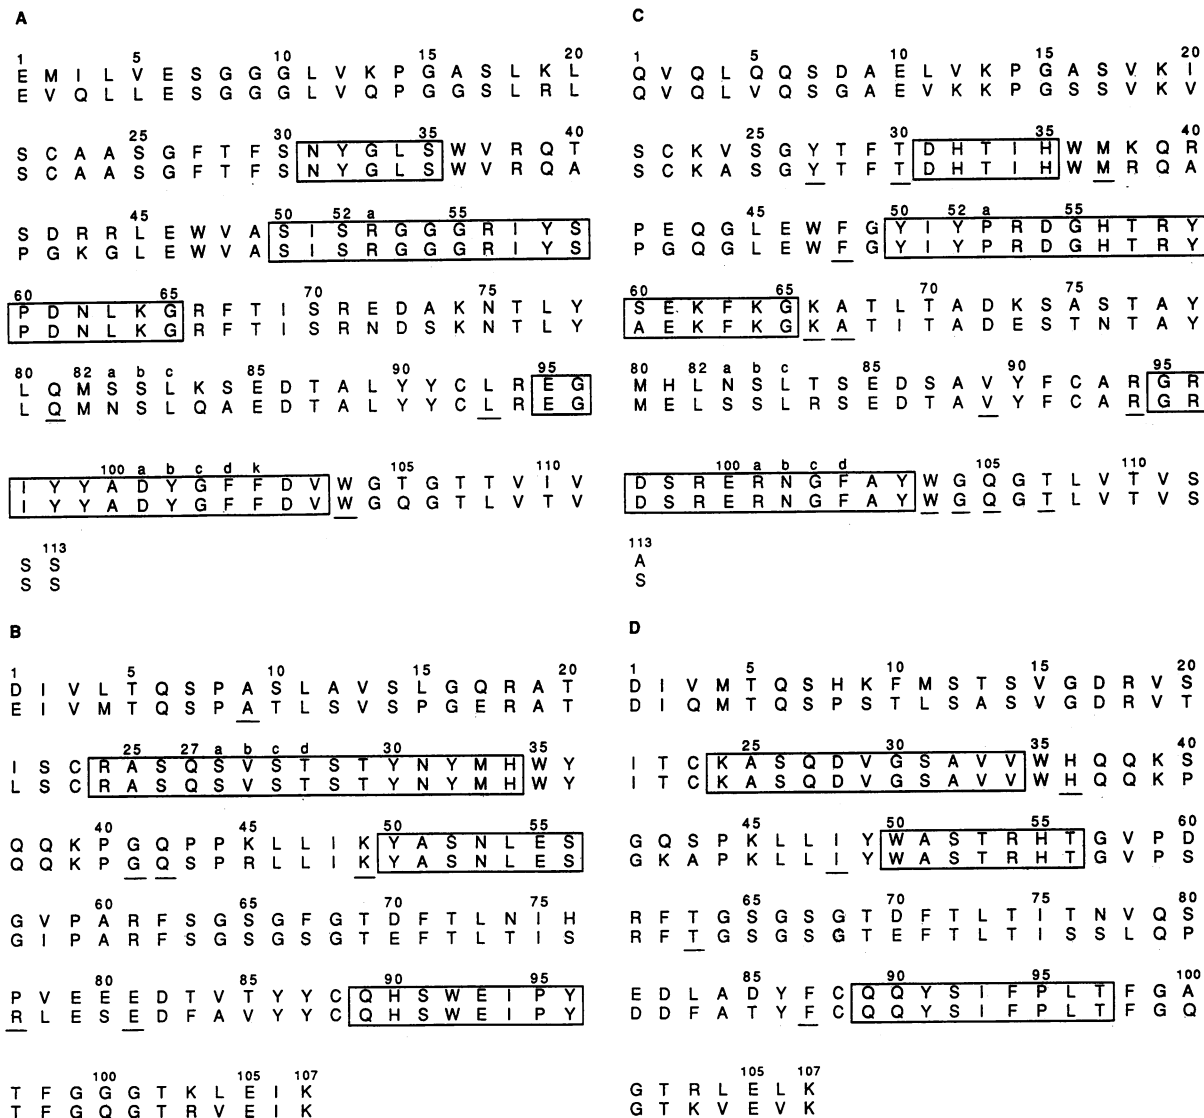 A
1 5 10 15 20
E M I L V E S G G G L V K P G A S L K L
E V Q L L E S G G G L V Q P G G S L R L
25 30 35 40
S C A A S G F T F S N Y G L S W V R Q T
S C A A S G F T F S N Y G L S W V R Q A
45 50 52 a 55
S D R R L E W V A S I S R G G G R I Y S
P G K G L E W V A S I S R G G G R I Y S
60 65 70 75
P D N L K G R F T I S R E D A K N T L Y
P D N L K G R F T I S R N D S K N T L Y
80 82 a b c 85 90 95
L Q M S S L K S E D T A L Y Y C L R E G
L Q M N S L Q A E D T A L Y Y C L R E G
100 a b c d k 105 110
I Y Y A D Y G F F D V W G T G T T V I V
I Y Y A D Y G F F D V W G Q G T L V T V
113
S S
S S
B
1 5 10 15 20
D I V L T Q S P A S L A V S L G Q R A T
E I V M T Q S P A T L S V S P G E R A T
25 27 a b c d 30 35
I S C R A S Q S V S T S T Y N Y M H W Y
L S C R A S Q S V S T S T Y N Y M H W Y
40 45 50 55
Q Q K P G Q P P K L L I K Y A S N L E S
Q Q K P G Q S P R L L I K Y A S N L E S
60 65 70 75
G V P A R F S G S G F G T D F T L N I H
G I P A R F S G S G S G T E F T L T I S
80 85 90 95
P V E E E D T V T Y Y C Q H S W E I P Y
R L E S E D F A V Y Y C Q H S W E I P Y
100 105 107
T F G G G T K L E I K
T F G Q G T R V E I K
C
1 5 10 15 20
Q V Q L Q Q S D A E L V K P G A S V K I
Q V Q L V Q S G A E V K K P G S S V K V
25 30 35 40
S C K V S G Y T F T D H T I H W M K Q R
S C K A S G Y T F T D H T I H W M R Q A
45 50 52 a 55
P E Q G L E W F G Y I Y P R D G H T R Y
P G Q G L E W F G Y I Y P R D G H T R Y
60 65 70 75
S E K F K G K A T L T A D K S A S T A Y
A E K F K G K A T I T A D E S T N T A Y
80 82 a b c 85 90 95
M H L N S L T S E D S A V Y F C A R G R
M E L S S L R S E D T A V Y F C A R G R
100 a b c d 105 110
D S R E R N G F A Y W G Q G T L V T V S
D S R E R N G F A Y W G Q G T L V T V S
113
A
S
D
1 5 10 15 20
D I V M T Q S H K F M S T S V G D R V S
D I Q M T Q S P S T L S A S V G D R V T
25 30 35 40
I T C K A S Q D V G S A V V W H Q Q K S
I T C K A S Q D V G S A V V W H Q Q K P
45 50 55 60
G Q S P K L L I Y W A S T R H T G V P D
G K A P K L L I Y W A S T R H T G V P S
65 70 75 80
R F T G S G S G T D F T L T I T N V Q S
R F T G S G S G T E F T L T I S S L Q P
85 90 95 100
E D L A D Y F C Q Q Y S I F P L T F G A
D D F A T Y F C Q Q Y S I F P L T F G Q
105 107
G T R L E L K
G T K V E V K